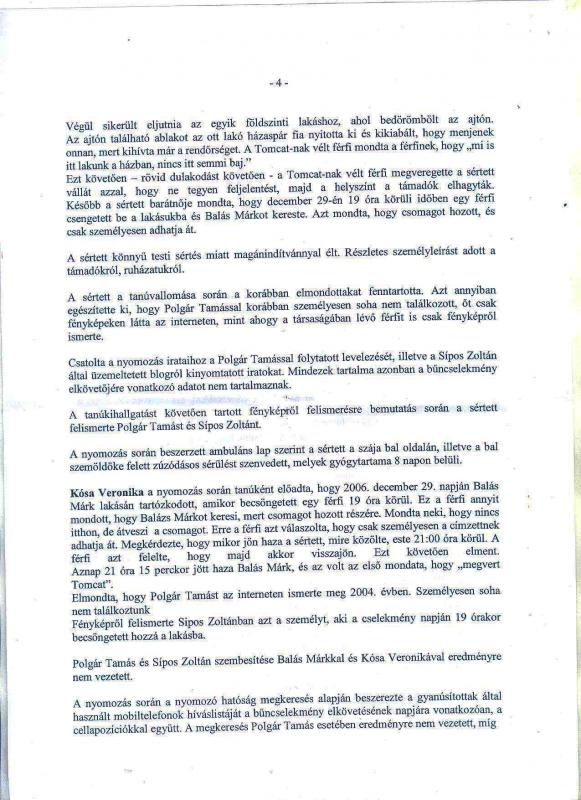 - 4 -
Végül sikerült eljutnia az egyik földszinti lakáshoz, ahol bedörömbölt az ajtón.
Az ajtón található ablakot az ott lakó házaspár fia nyitotta ki és kikiabált, hogy menjenek
onnan, mert kihívta már a rendőrséget. A Tomcat-nak vélt férfi mondta a férfinek, hogy „mi is
itt lakunk a házban, nincs itt semmi baj.”
Ezt követően – rövid dulakodást követően - a Tomcat-nak vélt férfi megveregette a sértett
vállát azzal, hogy ne tegyen feljelentést, majd a helyszínt a támadók elhagyták.
Később a sértett barátnője mondta, hogy december 29-én 19 óra körüli időben egy férfi
csengetett be a lakásukba és Balás Márkot kereste. Azt mondta, hogy csomagot hozott, és
csak személyesen adhatja át.
A sértett könnyű testi sértés miatt magánindítvánnyal élt. Részletes személyleírást adott a
támadókról, ruházatukról.
A sértett a tanúvallomása során a korábban elmondottakat fenntartotta. Azt annyiban
egészítette ki, hogy Polgár Tamással korábban személyesen soha nem találkozott, őt csak
fényképeken látta az interneten, mint ahogy a társaságában lévő férfit is csak fényképről
ismerte.
Csatolta a nyomozás irataihoz a Polgár Tamással folytatott levelezését, illetve a Sípos Zoltán
által üzemeltetett blogról kinyomtatott iratokat. Mindezek tartalma azonban a bűncselekmény
elkövetőjére vonatkozó adatot nem tartalmaznak.
A tanúkihallgatást követően tartott fényképről felismerésre bemutatás során a sértett
felismerte Polgár Tamást és Sípos Zoltánt.
A nyomozás során beszerzett ambuláns lap szerint a sértett a szája bal oldalán, illetve a bal
szemöldöke felett zúzódásos sérülést szenvedett, melyek gyógytartama 8 napon belüli.
Kósa Veronika a nyomozás során tanúként előadta, hogy 2006. december 29. napján Balás
Márk lakásán tartózkodott, amikor becsöngetett egy férfi 19 óra körül. Ez a férfi annyit
mondott, hogy Balázs Márkot keresi, mert csomagot hozott részére. Mondta neki, hogy nincs
itthon, de átveszi a csomagot. Erre a férfi azt válaszolta, hogy csak személyesen a címzettnek
adhatja át. Megkérdezte, hogy mikor jön haza a sértett, mire közölte, este 21:00 óra körül. A
férfi azt felelte, hogy majd akkor visszajön. Ezt követően elment.
Aznap 21 óra 15 perckor jött haza Balás Márk, és az volt az első mondata, hogy „megvert
Tomcat”.
Elmondta, hogy Polgár Tamást az interneten ismerte meg 2004. évben. Személyesen soha
nem találkoztunk
Fényképről felismerte Sípos Zoltánban azt a személyt, aki a cselekmény napján 19 órakor
becsöngetett hozzá a lakásba.
Polgár Tamás és Sípos Zoltán szembesítése Balás Márkkal és Kósa Veronikával eredményre
nem vezetett.
A nyomozás során a nyomozó hatóság megkeresés alapján beszerezte a gyanúsítottak által
használt mobiltelefonok híváslistáját a bűncselekmény elkövetésének napjára vonatkozóan, a
cellapozíciókkal együtt. A megkeresés Polgár Tamás esetében eredményre nem vezetett, míg